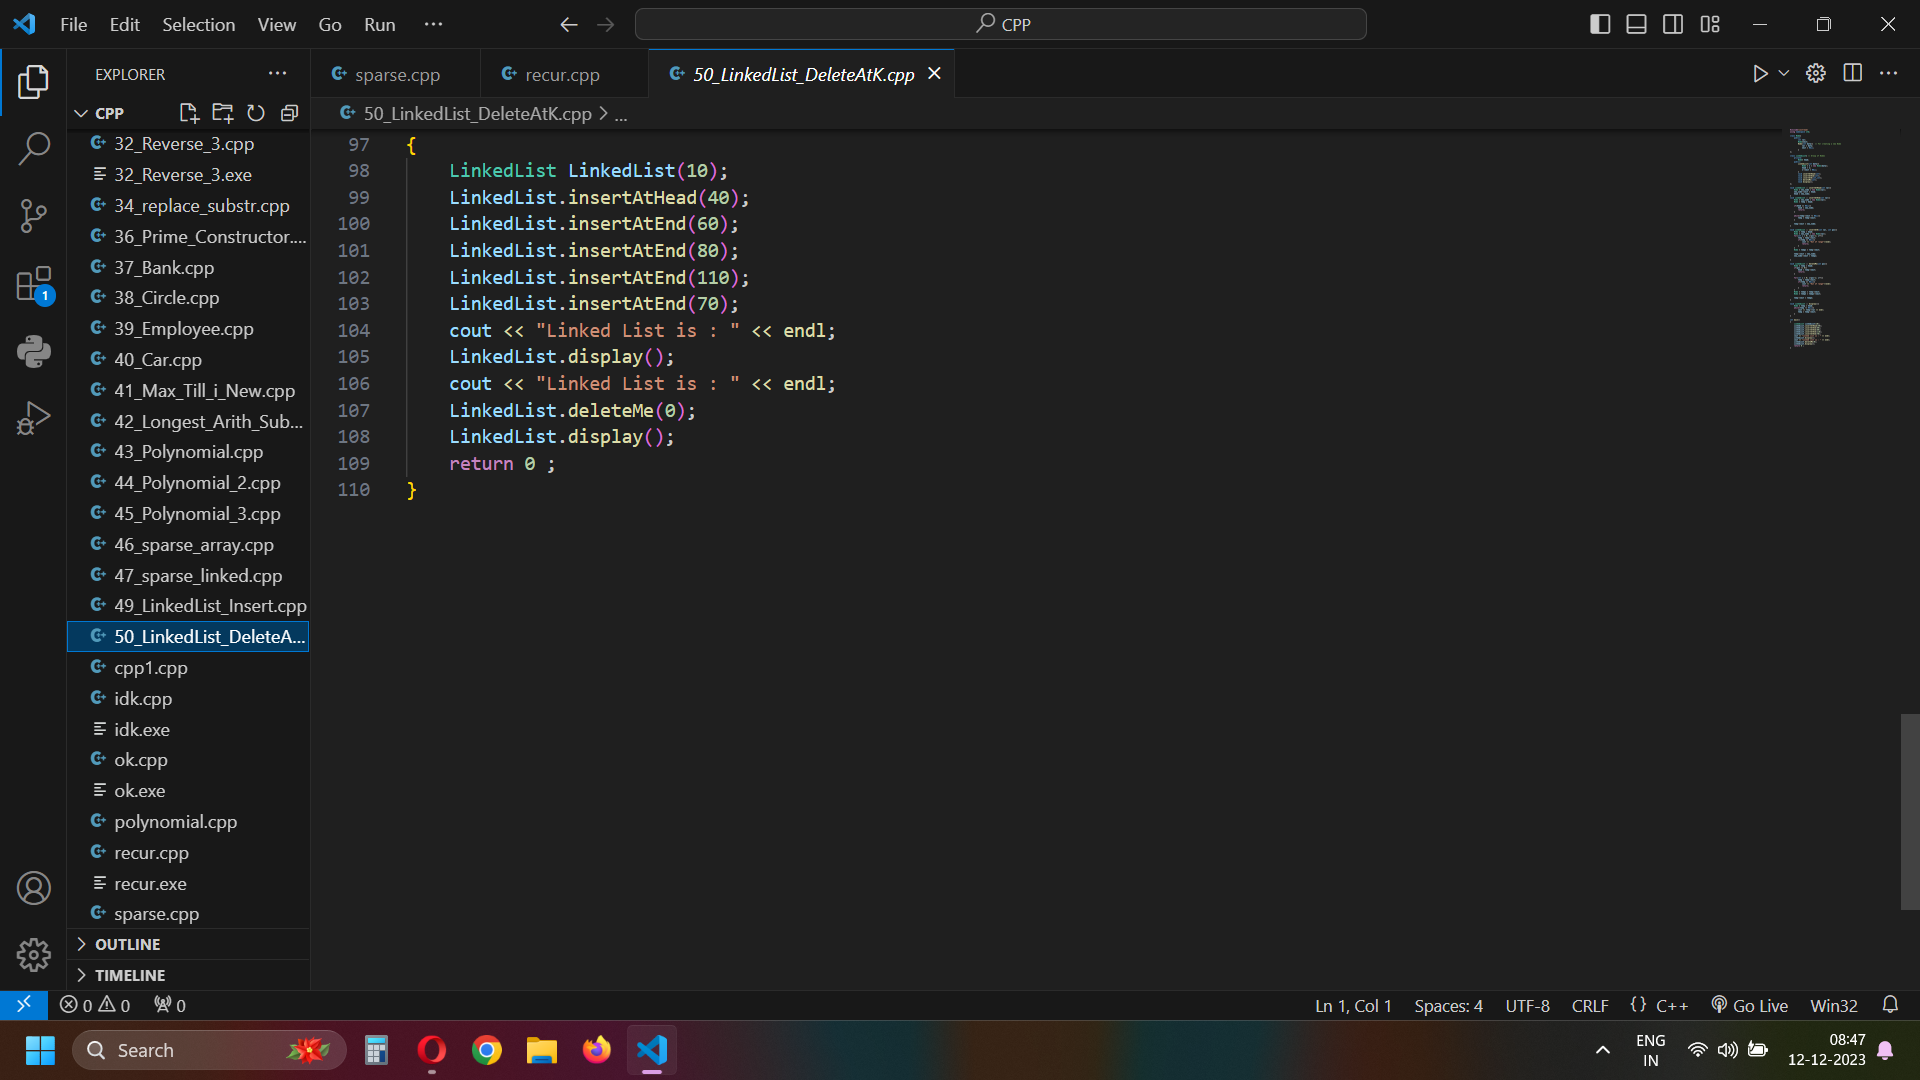 File Edit Selection View Go Run ···
CPP
EXPLORER ···
sparse.cpp
recur.cpp
50_LinkedList_DeleteAtK.cpp
CPP
50_LinkedList_DeleteAtK.cpp > ...
32_Reverse_3.cpp
32_Reverse_3.exe
34_replace_substr.cpp
36_Prime_Constructor....
37_Bank.cpp
38_Circle.cpp
39_Employee.cpp
40_Car.cpp
41_Max_Till_i_New.cpp
42_Longest_Arith_Sub...
43_Polynomial.cpp
44_Polynomial_2.cpp
45_Polynomial_3.cpp
46_sparse_array.cpp
47_sparse_linked.cpp
49_LinkedList_Insert.cpp
50_LinkedList_DeleteA...
cpp1.cpp
idk.cpp
idk.exe
ok.cpp
ok.exe
polynomial.cpp
recur.cpp
recur.exe
sparse.cpp
OUTLINE
TIMELINE
1
97 {
98 LinkedList LinkedList(10);
99 LinkedList.insertAtHead(40);
100 LinkedList.insertAtEnd(60);
101 LinkedList.insertAtEnd(80);
102 LinkedList.insertAtEnd(110);
103 LinkedList.insertAtEnd(70);
104 cout << "Linked List is : " << endl;
105 LinkedList.display();
106 cout << "Linked List is : " << endl;
107 LinkedList.deleteMe(0);
108 LinkedList.display();
109 return 0 ;
110 }
0 0 0
Ln 1, Col 1 Spaces: 4 UTF-8 CRLF {} C++ Go Live Win32
Search
ENG
IN
08:47
12-12-2023